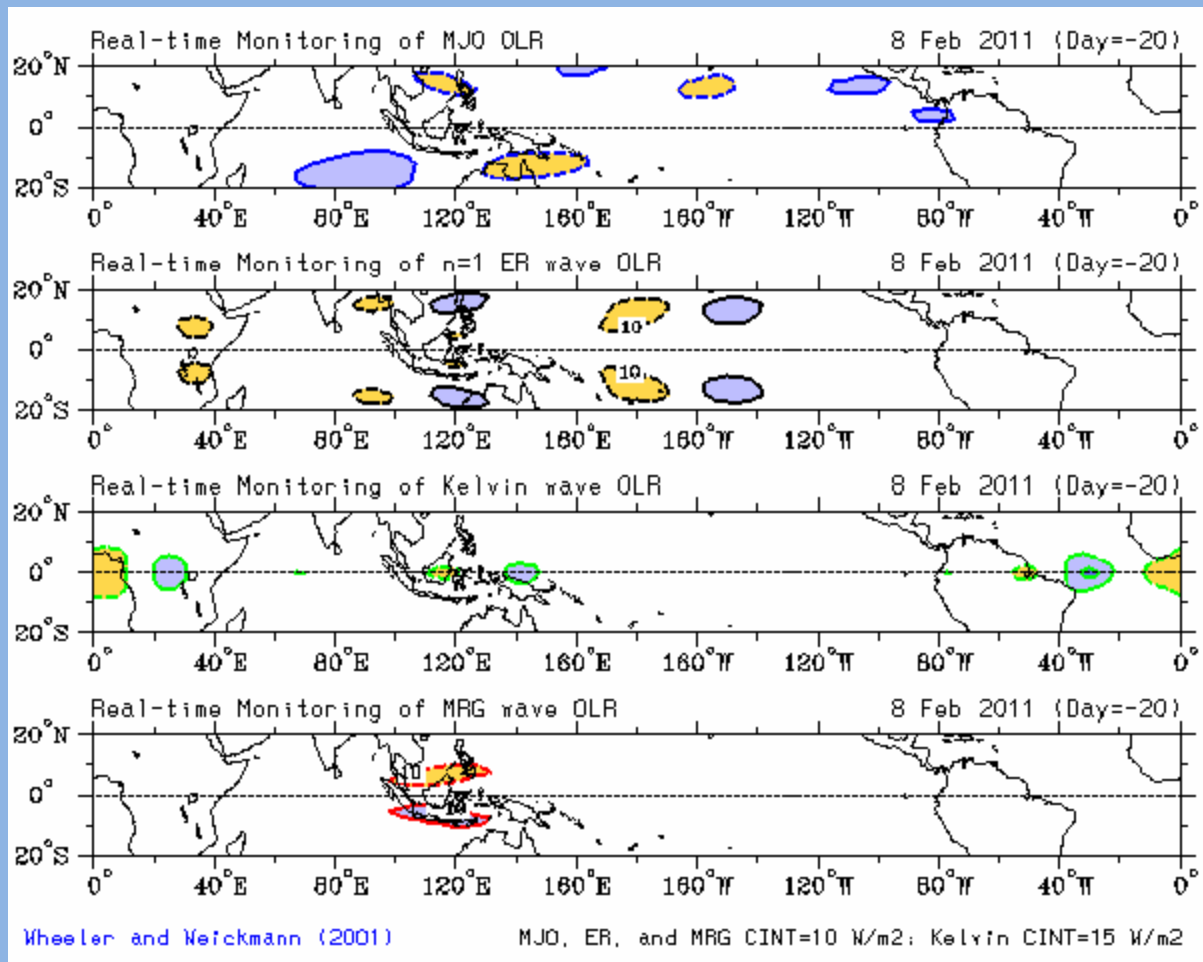 Real-time Monitoring of MJO OLR 8 Feb 2011 (Day=-20)
20°N
0°
20°S
0° 40°E 80°E 120°E 160°E 160°W 120°W 80°W 40°W 0°
Real-time Monitoring of n=1 ER wave OLR 8 Feb 2011 (Day=-20)
20°N
10
0°
10
20°S
0° 40°E 80°E 120°E 160°E 160°W 120°W 80°W 40°W 0°
Real-time Monitoring of Kelvin wave OLR 8 Feb 2011 (Day=-20)
20°N
0°
20°S
0° 40°E 80°E 120°E 160°E 160°W 120°W 80°W 40°W 0°
Real-time Monitoring of MRG wave OLR 8 Feb 2011 (Day=-20)
20°N
0°
20°S
0° 40°E 80°E 120°E 160°E 160°W 120°W 80°W 40°W 0°
Wheeler and Weickmann (2001) MJO, ER, and MRG CINT=10 W/m2; Kelvin CINT=15 W/m2